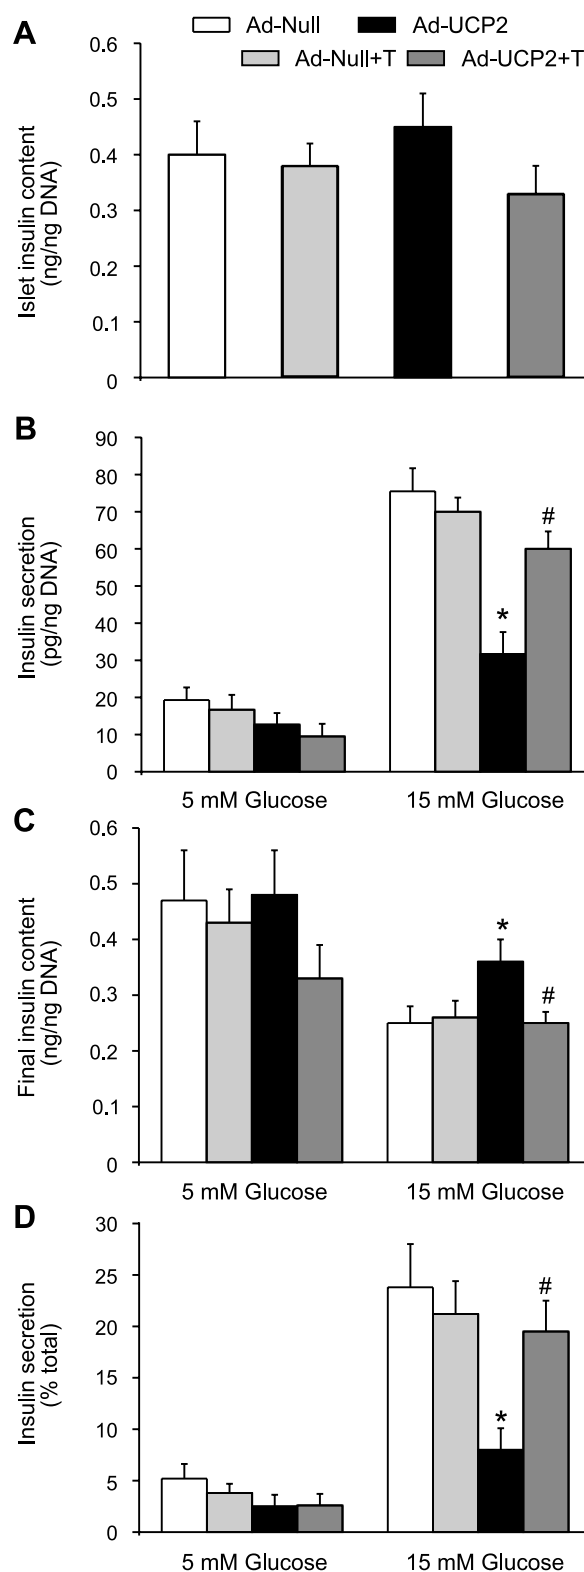 A
Ad-Null
Ad-UCP2
Ad-Null+T
Ad-UCP2+T
Islet insulin content
(ng/ng DNA)
0.6
0.5
0.4
0.3
0.2
0.1
0
B
Insulin secretion
(pg/ng DNA)
90
80
70
60
50
40
30
20
10
0
*
#
5 mM Glucose
15 mM Glucose
C
Final insulin content
(ng/ng DNA)
0.6
0.5
0.4
0.3
0.2
0.1
0
*
#
5 mM Glucose
15 mM Glucose
D
Insulin secretion
(% total)
30
25
20
15
10
5
0
*
#
5 mM Glucose
15 mM Glucose